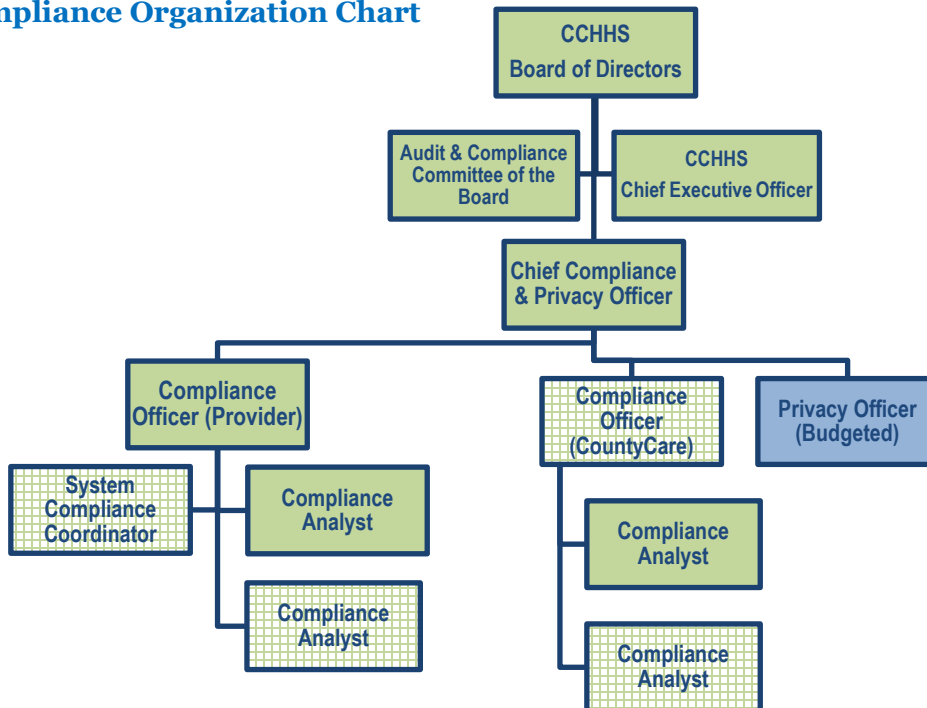 mpliance Organization Chart
CCHHS
Board of Directors
Audit & Compliance
Committee of the
Board
CCHHS
Chief Executive Officer
Chief Compliance
& Privacy Officer
Compliance
Officer (Provider)
Compliance
Officer
(CountyCare)
Privacy Officer
(Budgeted)
System
Compliance
Coordinator
Compliance
Analyst
Compliance
Analyst
Compliance
Analyst
Compliance
Analyst